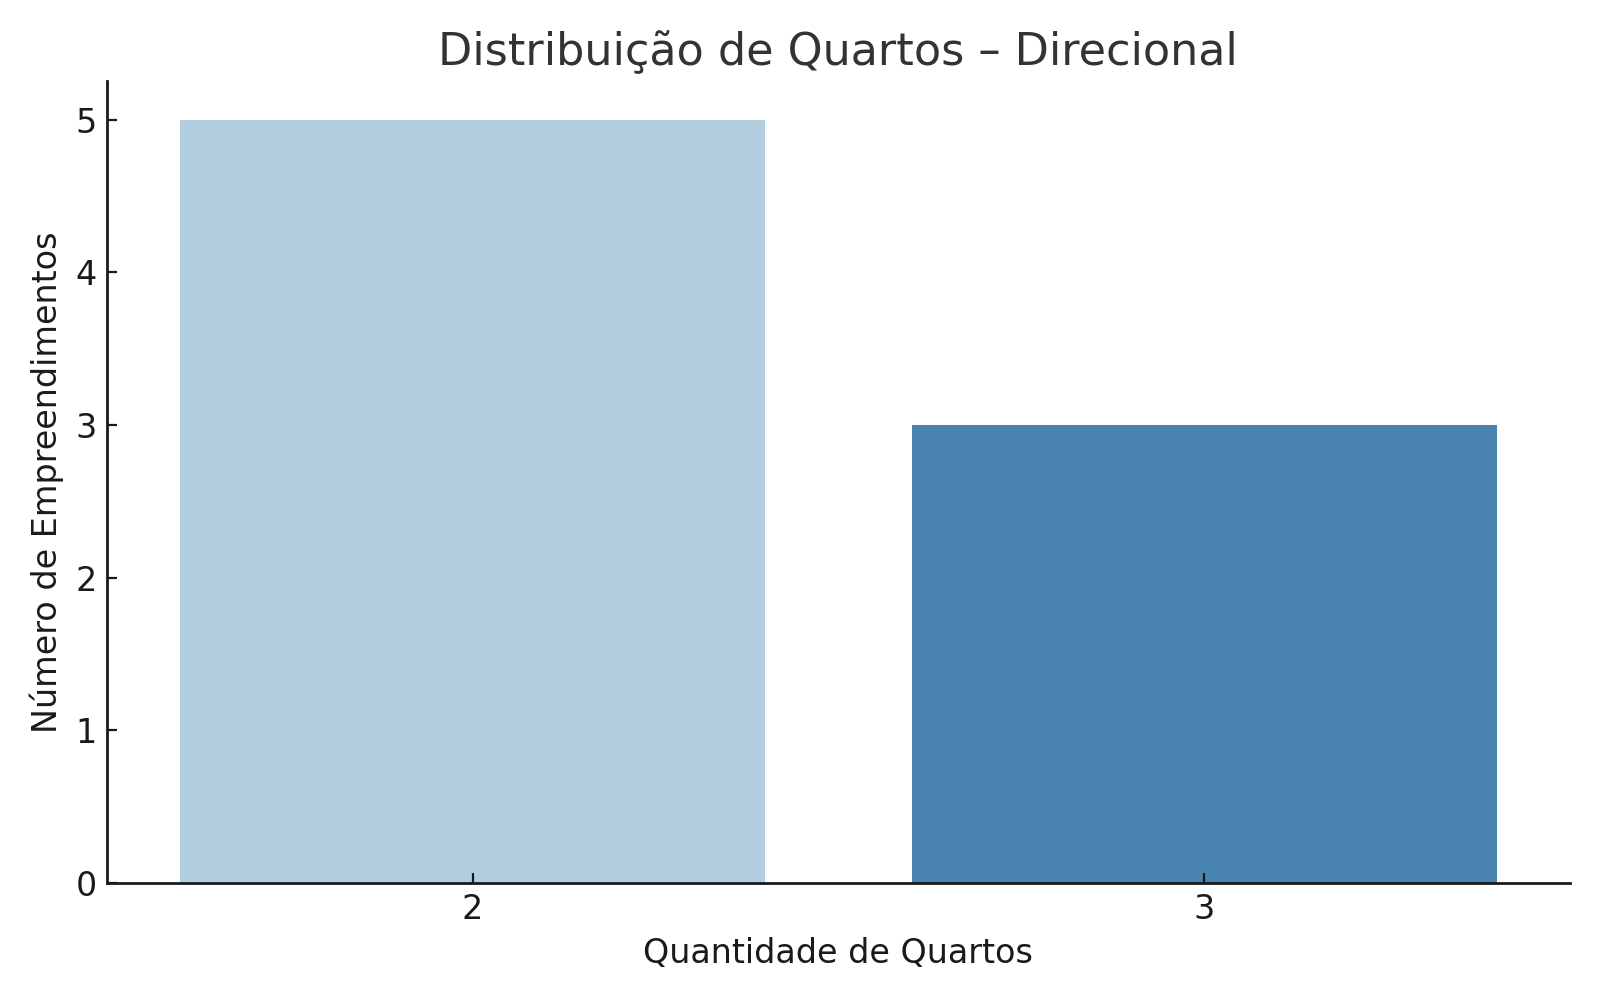 Distribuição de Quartos – Direcional
Número de Empreendimentos
5
4
3
2
1
0
2
3
Quantidade de Quartos